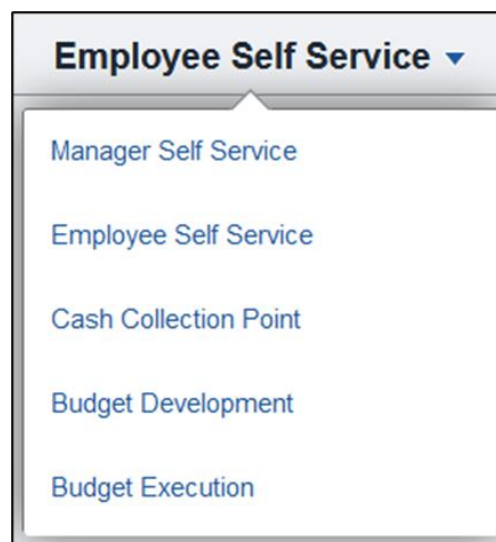 Employee Self Service
Manager Self Service
Employee Self Service
Cash Collection Point
Budget Development
Budget Execution